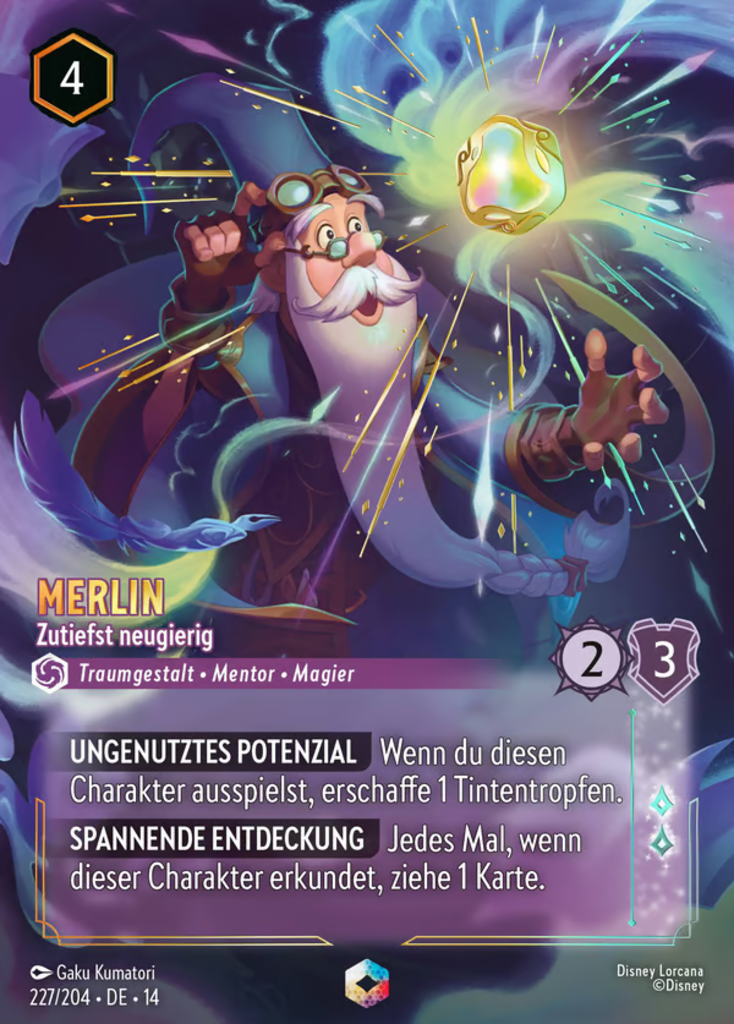 4
MERLIN
Zutiefst neugierig
Traumgestalt • Mentor • Magier
2 3
UNGENUTZTES POTENZIAL Wenn du diesen
Charakter ausspielst, erschaffe 1 Tintentropfen.
SPANNENDE ENTDECKUNG Jedes Mal, wenn
dieser Charakter erkundet, ziehe 1 Karte.
Gaku Kumatori
227/204 • DE • 14
Disney Lorcana
©Disney